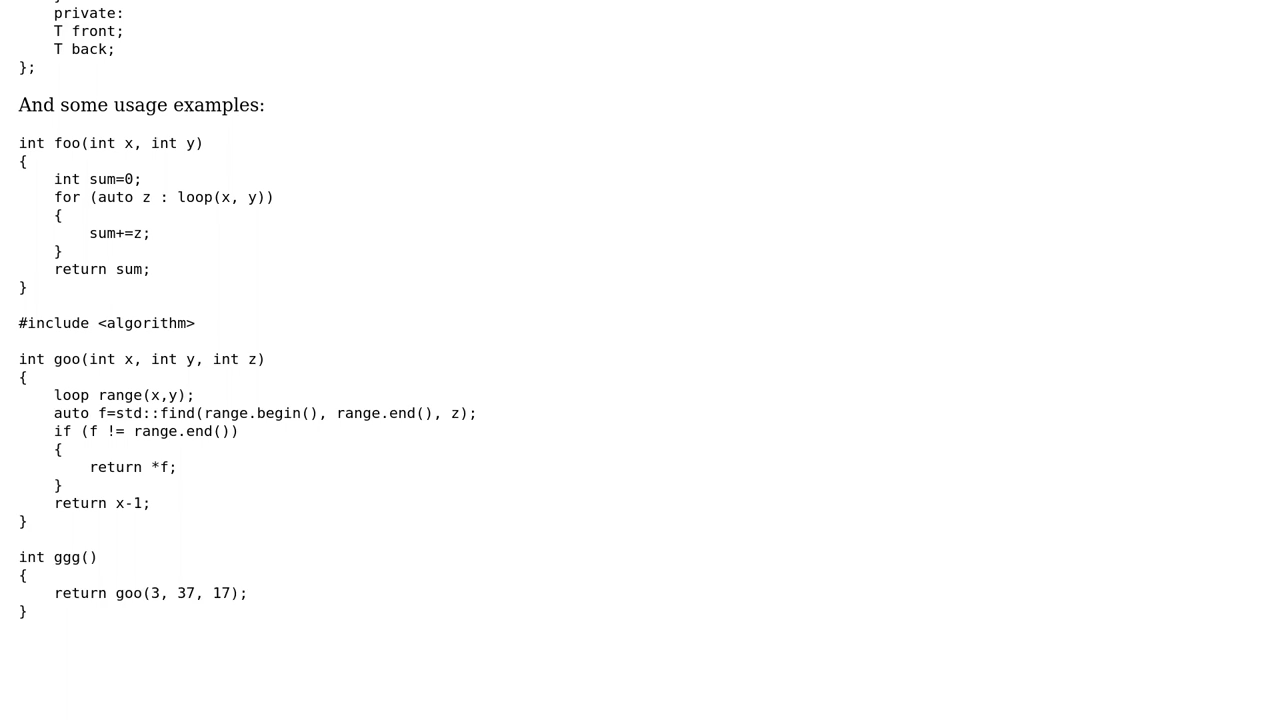 private:
T front;
T back;
};
And some usage examples:
int foo(int x, int y)
{
int sum=0;
for (auto z : loop(x, y))
{
sum+=z;
}
return sum;
}
#include <algorithm>
int goo(int x, int y, int z)
{
loop range(x,y);
auto f=std::find(range.begin(), range.end(), z);
if (f != range.end())
{
return *f;
}
return x-1;
}
int ggg()
{
return goo(3, 37, 17);
}